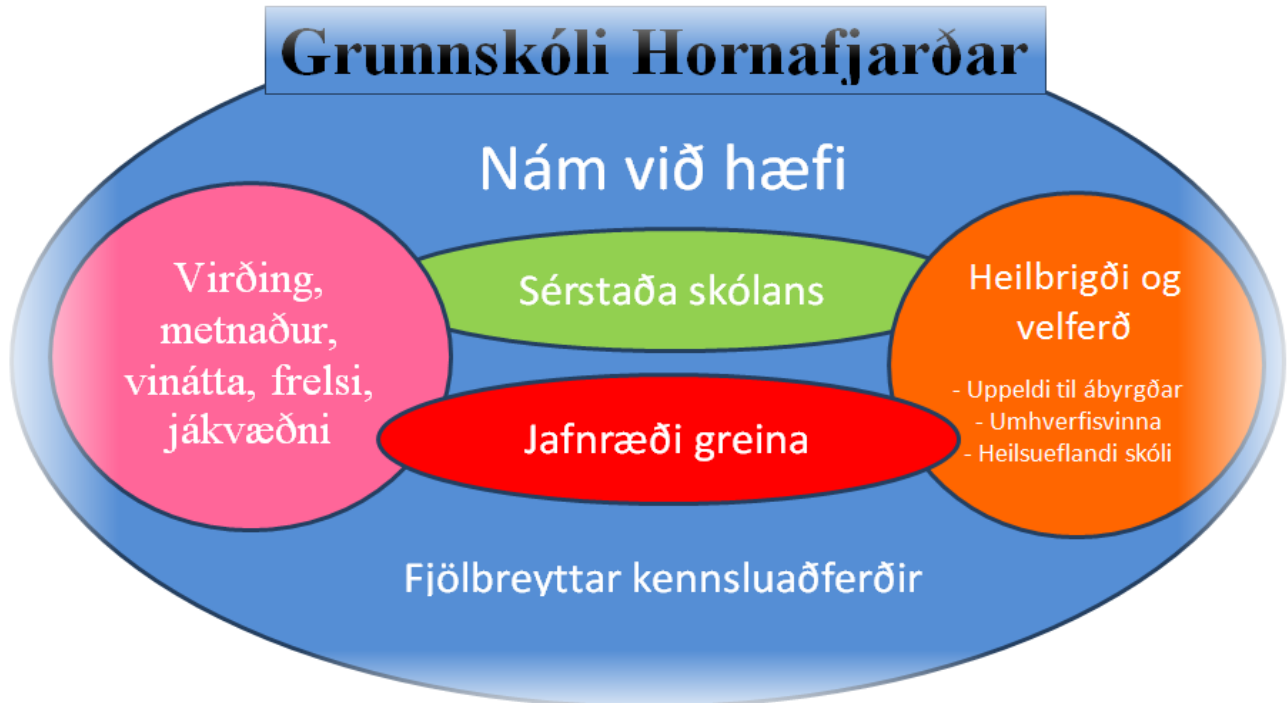 Grunnskóli Hornafjarðar
Nám við hæfi
Virðing,
metnaður,
vinátta, frelsi,
jákvæðni
Sérstaða skólans
Jafnræði greina
Heilbrigði og
velferð
- Uppeldi til ábyrgðar
- Umhverfisvinna
- Heilsueflandi skóli
Fjölbreyttar kennsluaðferðir